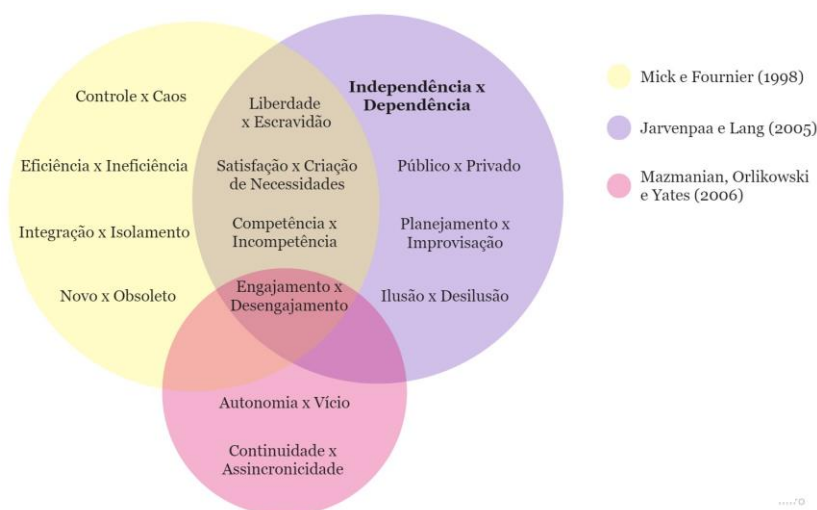 Controle x Caos
Eficiência x Ineficiência
Integração x Isolamento
Novo x Obsoleto
Liberdade
x Escravidão
Satisfação x Criação
de Necessidades
Competência x
Incompetência
Engajamento x
Desengajamento
Independência x
Dependência
Público x Privado
Planejamento x
Improvisação
Ilusão x Desilusão
Autonomia x Vício
Continuidade x
Assincronicidade
Mick e Fournier (1998)
Jarvenpaa e Lang (2005)
Mazmanian, Orlikowski
e Yates (2006)